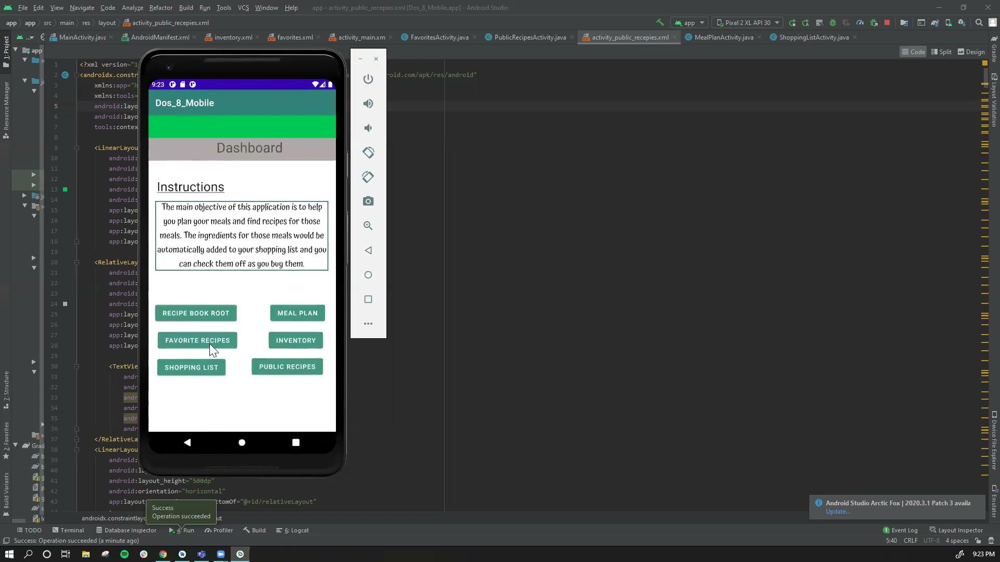 File Edit View Navigate Code Analyze Refactor Build Run Tools VCS Window Help app - activity_public_recepies.xml [Dos_8_Mobile.app] - Android Studio
app app src main res layout activity_public_recepies.xml app Pixel 2 XL API 30
MainActivity.java AndroidManifest.xml inventory.xml favorites.xml activity_main.xm FavoritesActivity.java PublicRecipesActivity.java activity_public_recepies.xml MealPlanActivity.java ShoppingListActivity.java
1: Project
Resource Manager
7: Structure
2: Favorites
Build Variants
app
Code Split Design
1 <?xml version="1
2 <androidx.constr
roid.com/apk/res/android"
3 xmlns:app="h
4 xmlns:tools=
5 android:layo
6 android:layo
7 tools:contex
8
9 <LinearLayou
10 android:
11 android:
12 android:
13 android:
14 android:
15 app:layo
16 app:layo
17 app:layo
18 app:layo
19
20 <RelativeLay
21 android:
22 android:
23 android:
24 android:
25 app:layo
26 app:layo
27 app:layo
28 app:layo
29
30 <TextVie
31 andr
32 andr
33 andr
34 andr
35 andr
36 andr
37 </RelativeLa
38 <LinearLayou
39 android:
40 android:la
41 android:layout_height="500dp"
42 android:orientation="horizontal"
43 app:layout_
tomOf="@+id/relativeLayout"
9:23
Dos_8_Mobile
Dashboard
Instructions
The main objective of this application is to help
you plan your meals and find recipes for those
meals. The ingredients for those meals would be
automatically added to your shopping list and you
can check them off as you buy them.
RECIPE BOOK ROOT MEAL PLAN
FAVORITE RECIPES INVENTORY
SHOPPING LIST PUBLIC RECIPES
Grad
Gradle
Layout Validation
Device File Explorer
Emulator
Success
Operation succeeded
androidx.constraintlayo
ut
Android Studio Arctic Fox | 2020.3.1 Patch 3 availa
Update...
TODO Terminal Database Inspector 4: Run Profiler Build 6: Logcat 1 Event Log Layout Inspector
Success: Operation succeeded (a minute ago) 5:40 CRLF UTF-8 4 spaces
9:23 PM